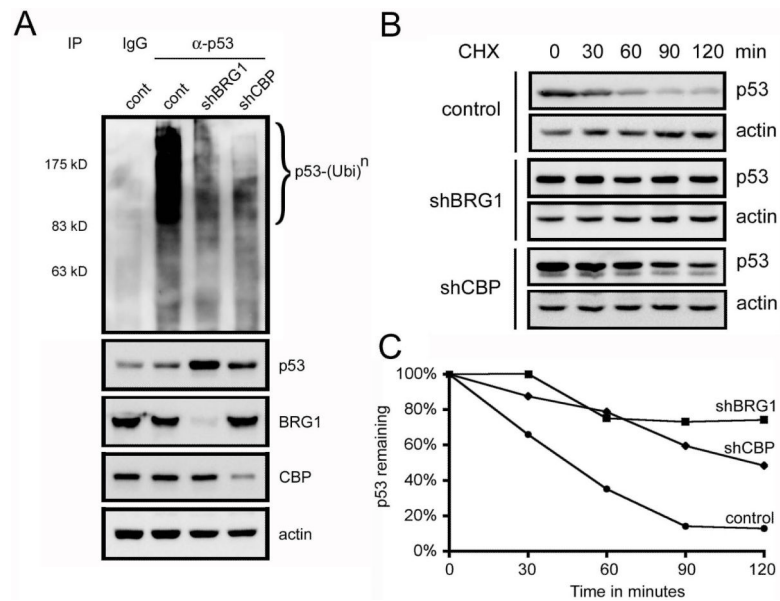 A
IP IgG α-p53
cont cont shBRG1 shCBP
175 kD
83 kD
63 kD
p53-(Ubi)n
p53
BRG1
CBP
actin
B
CHX 0 30 60 90 120 min
control
p53
actin
shBRG1
p53
actin
shCBP
p53
actin
C
p53 remaining
100%
80%
60%
40%
20%
0%
shBRG1
shCBP
control
0 30 60 90 120
Time in minutes